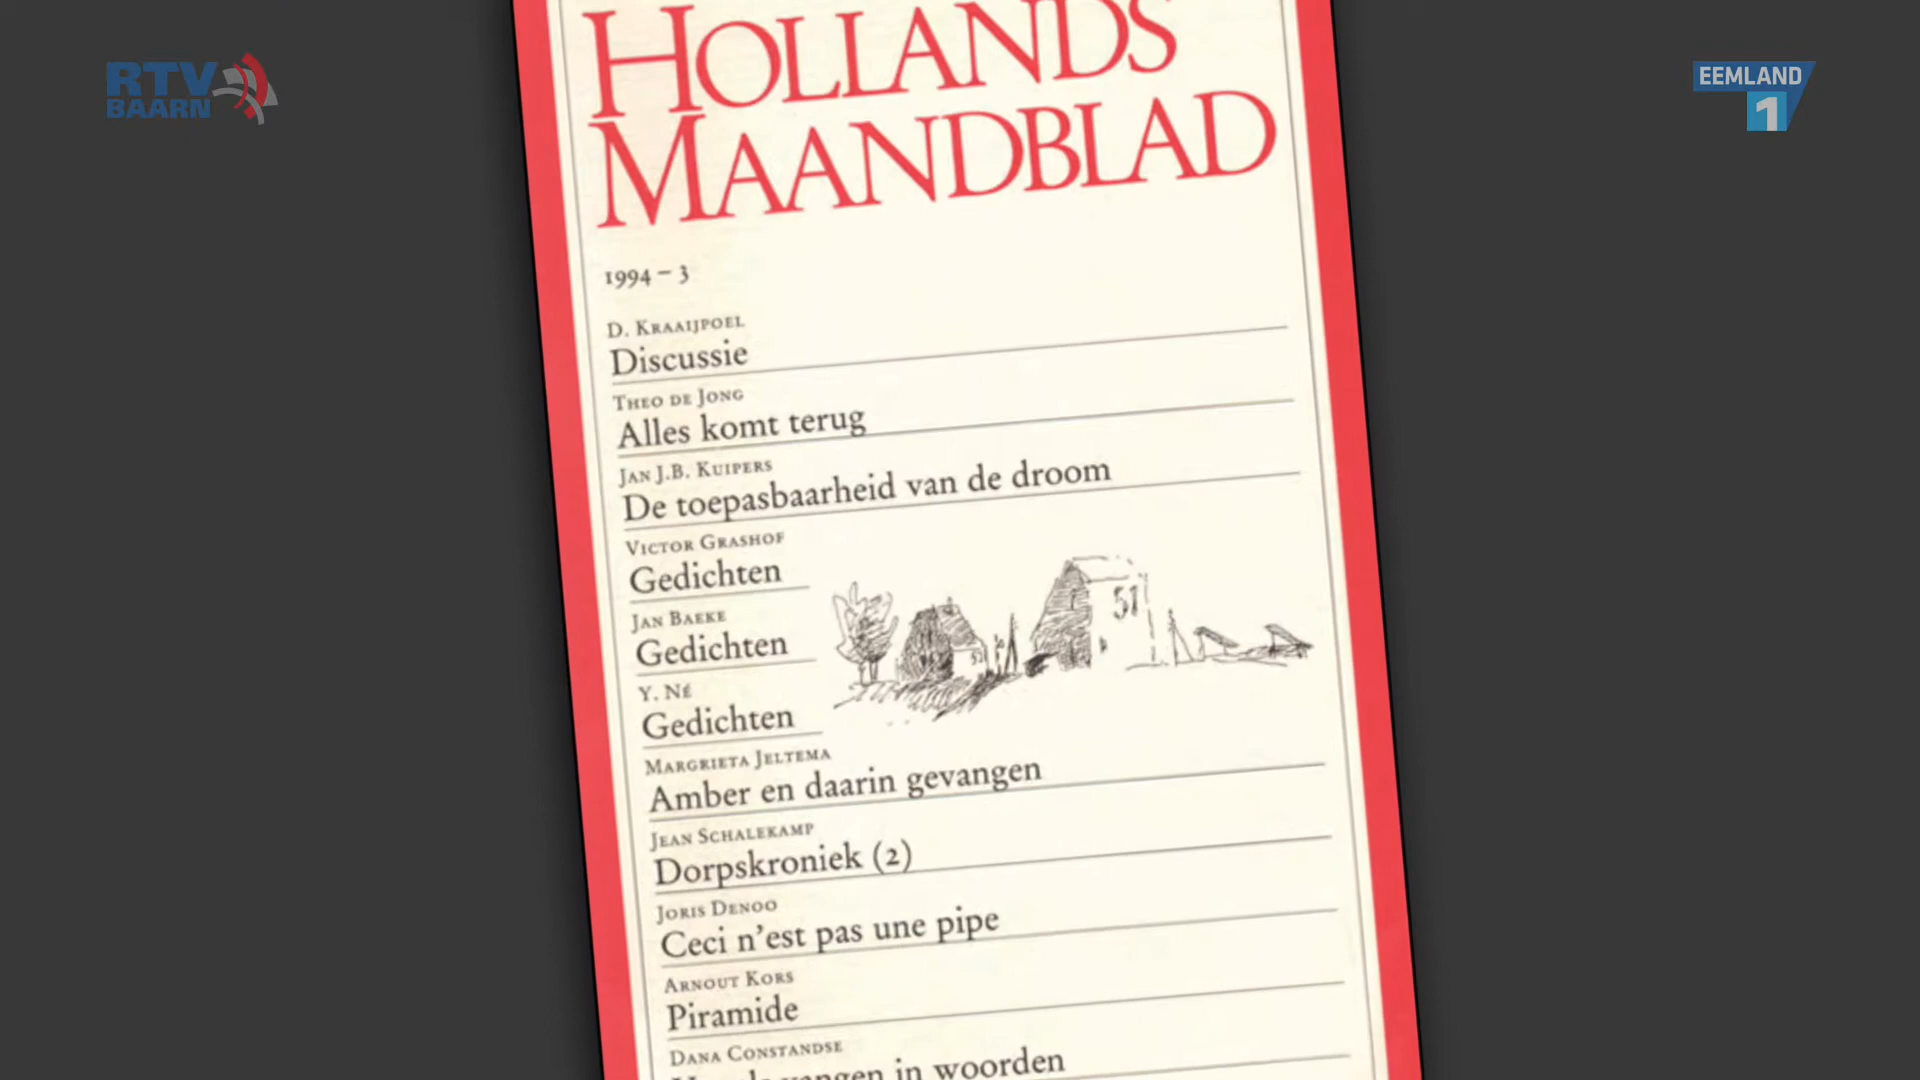 RTV
BAARN
EEMLAND
1
HOLLANDS
MAANDBLAD
1994 – 3
D. KRAAIJPOEL
Discussie
THEO DE JONG
Alles komt terug
JAN J.B. KUIPERS
De toepasbaarheid van de droom
VICTOR GRASHOF
Gedichten
JAN BAEKE
Gedichten
Y. NÉ
Gedichten
51
51
MARGRIETA JELTEMA
Amber en daarin gevangen
JEAN SCHALEKAMP
Dorpskroniek (2)
JORIS DENOO
Ceci n'est pas une pipe
ARNOUT KORS
Piramide
DANA CONSTANDSE
in woorden